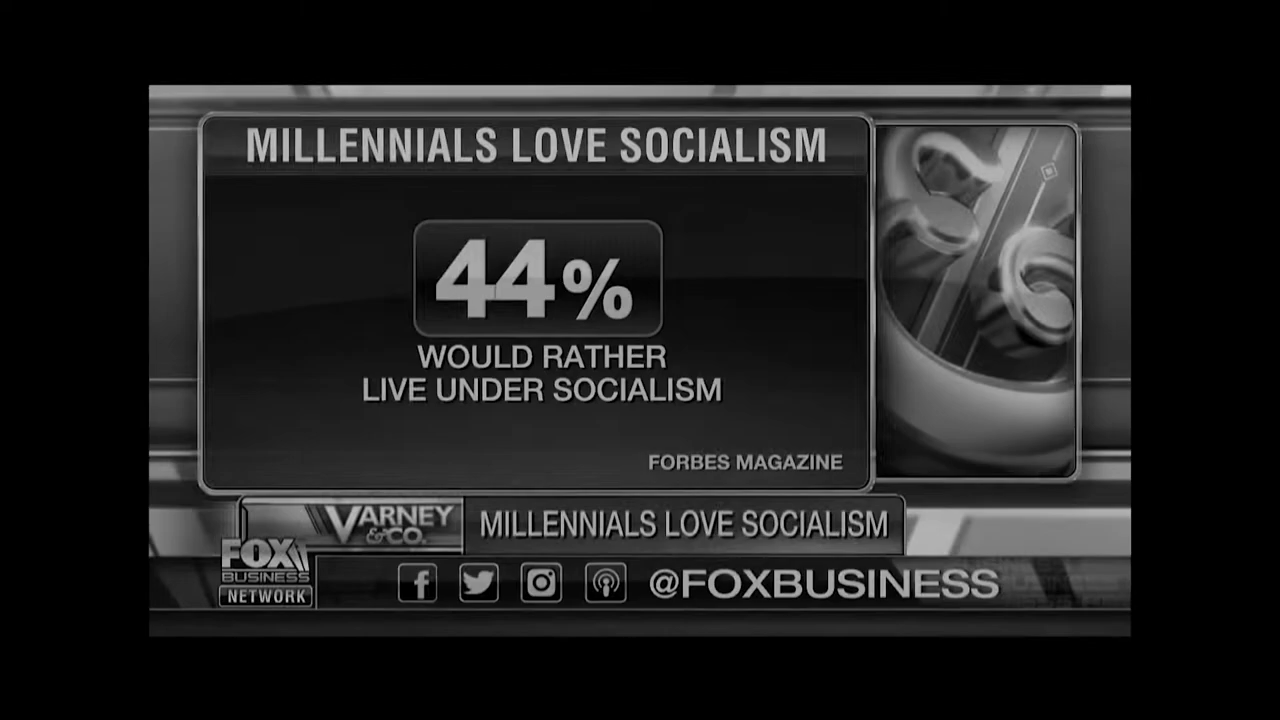 MILLENNIALS LOVE SOCIALISM
44%
WOULD RATHER
LIVE UNDER SOCIALISM
FORBES MAGAZINE
VARNEY
& CO.
MILLENNIALS LOVE SOCIALISM
FOX
BUSINESS
NETWORK
@FOXBUSINESS